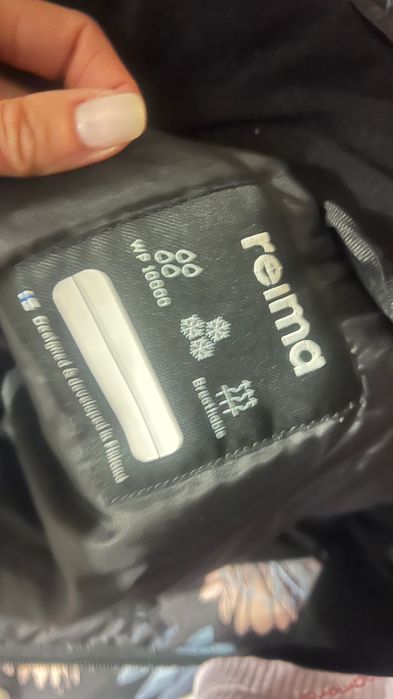 reima
WP 10000
Breathable
Designed & developed in Finland